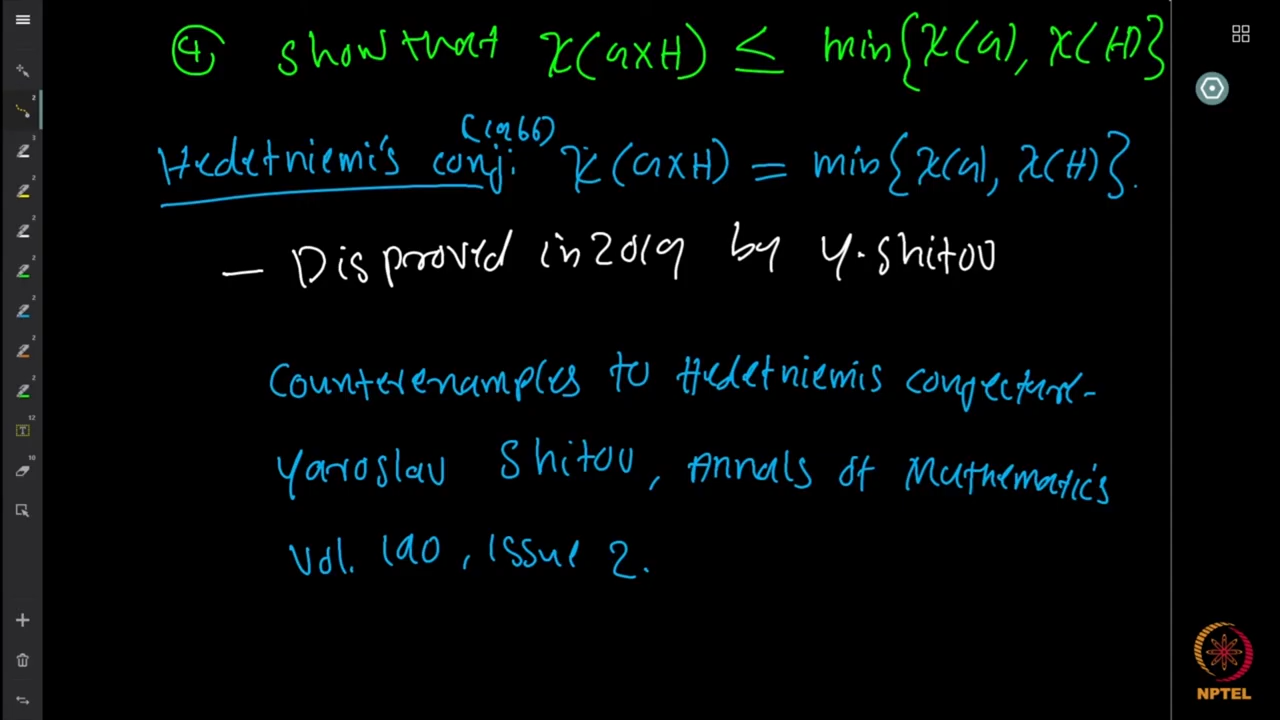 ④ show that χ(G×H) ≤ min{χ(G), χ(H)}
(1966)
Hedetniemi's conj: χ(G×H) = min{χ(G), χ(H)}.
– Disproved in 2019 by Y. Shitov
Counterexamples to Hedetniemis conjecture-
Yaroslav Shitov, Annals of Mathematics
Vol. 190, Issue 2.
NPTEL